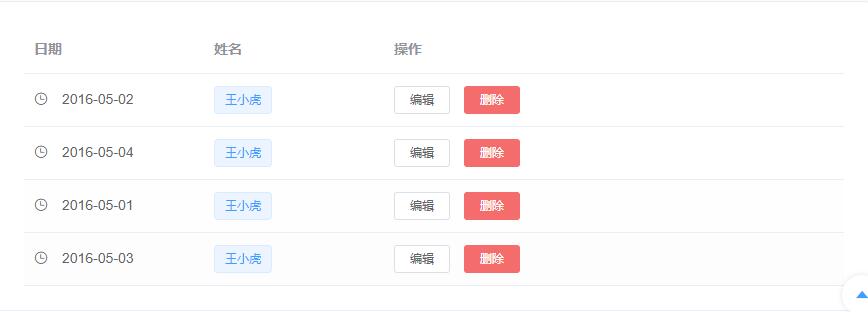 日期 姓名 操作
2016-05-02 王小虎 编辑 删除
2016-05-04 王小虎 编辑 删除
2016-05-01 王小虎 编辑 删除
2016-05-03 王小虎 编辑 删除